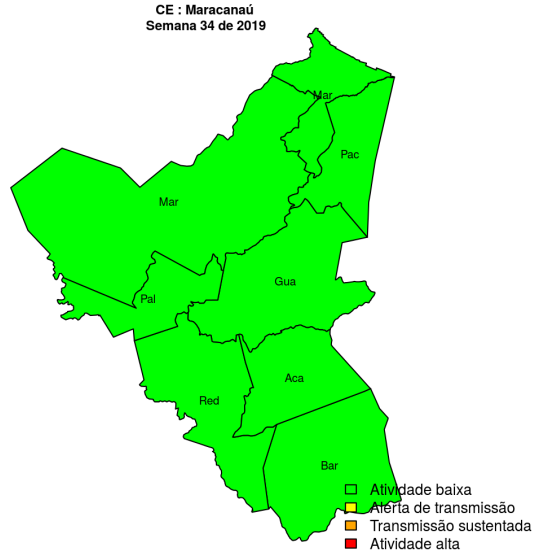 CE : Maracanaú
Semana 34 de 2019
Mar
Pac
Mar
Gua
Pal
Aca
Red
Bar
Atividade baixa
Alerta de transmissão
Transmissão sustentada
Atividade alta